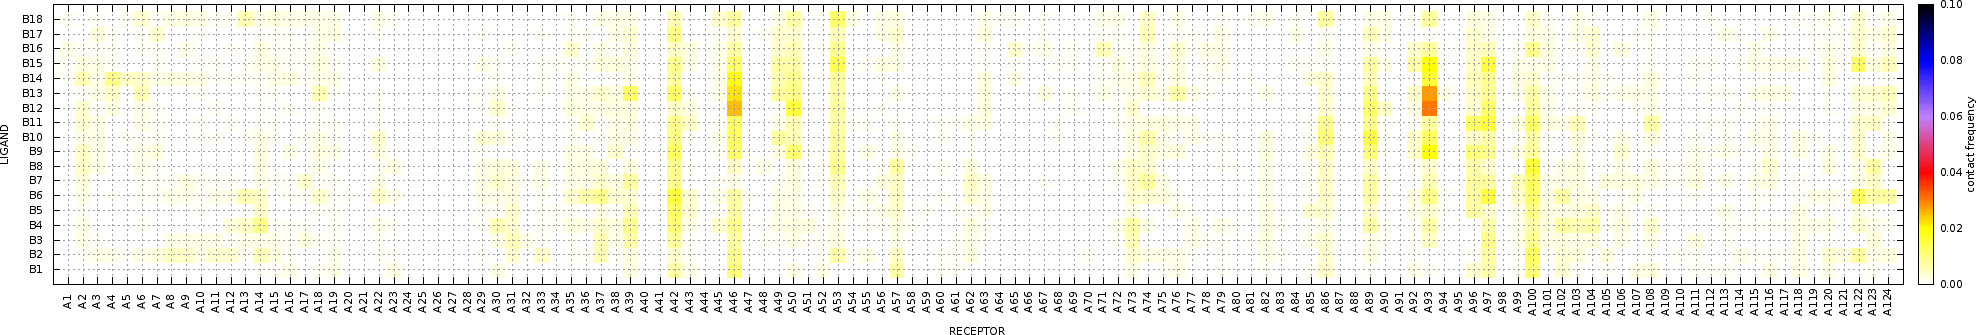 LIGAND
B18
B17
B16
B15
B14
B13
B12
B11
B10
B9
B8
B7
B6
B5
B4
B3
B2
B1
A1 A2 A3 A4 A5 A6 A7 A8 A9 A10 A11 A12 A13 A14 A15 A16 A17 A18 A19 A20 A21 A22 A23 A24 A25 A26 A27 A28 A29 A30 A31 A32 A33 A34 A35 A36 A37 A38 A39 A40 A41 A42 A43 A44 A45 A46 A47 A48 A49 A50 A51 A52 A53 A54 A55 A56 A57 A58 A59 A60 A61 A62 A63 A64 A65 A66 A67 A68 A69 A70 A71 A72 A73 A74 A75 A76 A77 A78 A79 A80 A81 A82 A83 A84 A85 A86 A87 A88 A89 A90 A91 A92 A93 A94 A95 A96 A97 A98 A99 A100 A101 A102 A103 A104 A105 A106 A107 A108 A109 A110 A111 A112 A113 A114 A115 A116 A117 A118 A119 A120 A121 A122 A123 A124
RECEPTOR
0.10
0.08
0.06
0.04
0.02
0.00
contact frequency